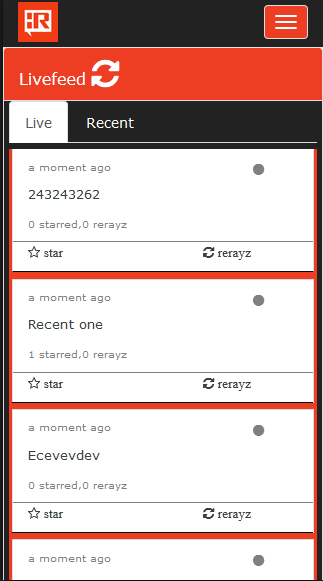 R
Livefeed
Live Recent
a moment ago
243243262
0 starred,0 rerayz
star rerayz
a moment ago
Recent one
1 starred,0 rerayz
star rerayz
a moment ago
Ecevevdev
0 starred,0 rerayz
star rerayz
a moment ago